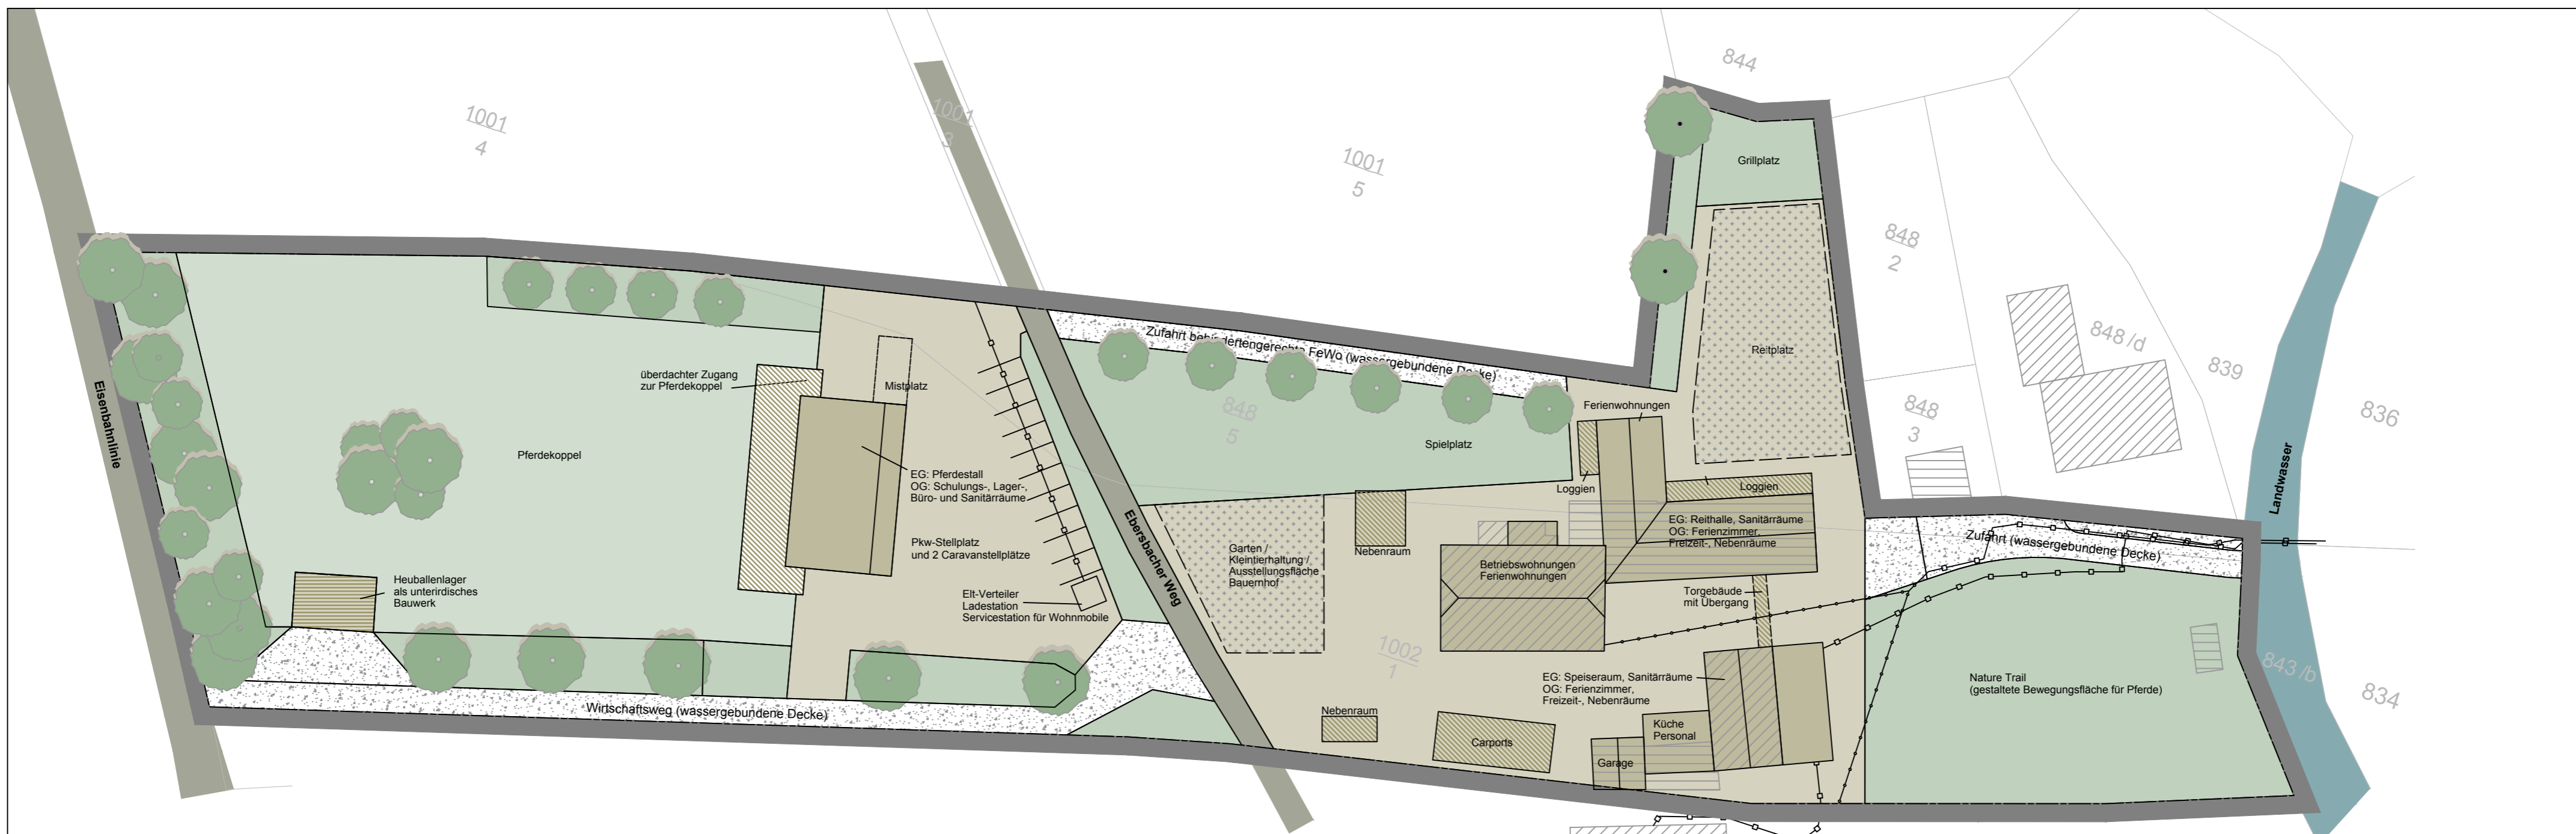 844
1001
4
1001
3
1001
5
Grillplatz
848
2
848 /d
839
836
Zufahrt behindertengerechte FeWo (wassergebundene Decke)
Reitplatz
überdachter Zugang
zur Pferdekoppel
Mistplatz
Eisenbahnlinie
Pferdekoppel
848
5
Spielplatz
Ferienwohnungen
848
3
Landwasser
EG: Pferdestall
OG: Schulungs-, Lager-,
Büro- und Sanitärräume
Loggien
Loggien
EG: Reithalle, Sanitärräume
OG: Ferienzimmer,
Freizeit-, Nebenräume
Pkw-Stellplatz
und 2 Caravanstellplätze
Ebersbacher Weg
Garten /
Kleintierhaltung /
Ausstellungsfläche
Bauernhof
Nebenraum
Betriebswohnungen
Ferienwohnungen
Zufahrt (wassergebundene Decke)
Heuballenlager
als unterirdisches
Bauwerk
Elt-Verteiler
Ladestation
Servicestation für Wohnmobile
Torgebäude
mit Übergang
1002
1
843 /b
834
EG: Speiseraum, Sanitärräume
OG: Ferienzimmer,
Freizeit-, Nebenräume
Nature Trail
(gestaltete Bewegungsfläche für Pferde)
Wirtschaftsweg (wassergebundene Decke)
Nebenraum
Küche
Personal
Carports
Garage